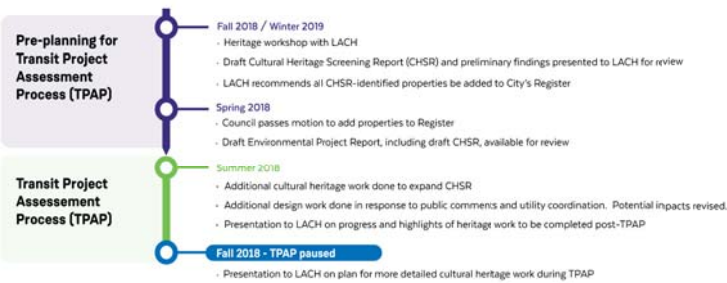 Fall 2018 / Winter 2019
Pre-planning for
Transit Project
Assessment
Process (TPAP)
- Heritage workshop with LACH
- Draft Cultural Heritage Screening Report (CHSR) and preliminary findings presented to LACH for review
- LACH recommends all CHSR-identified properties be added to City's Register
Spring 2018
- Council passes motion to add properties to Register
- Draft Environmental Project Report, including draft CHSR, available for review
Transit Project
Assessement
Process (TPAP)
Summer 2018
- Additional cultural heritage work done to expand CHSR
- Additional design work done in response to public comments and utility coordination. Potential inpacts revised.
- Presentation to LACH on progress and highlights of heritage work to be completed post-TPAP
Fall 2018 - TPAP paused
- Presentation to LACH on plan for more detailed cultural heritage work during TPAP